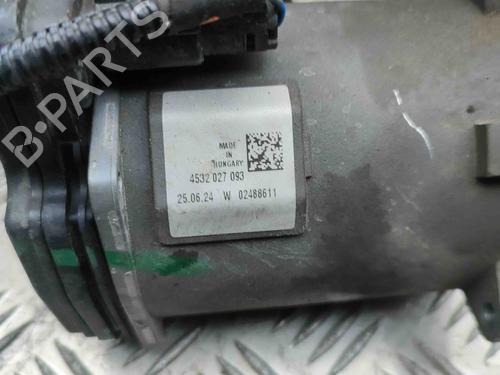 B-PARTS
MADE
IN
HUNGARY
4532 027 093
25.06.24 W 02488611